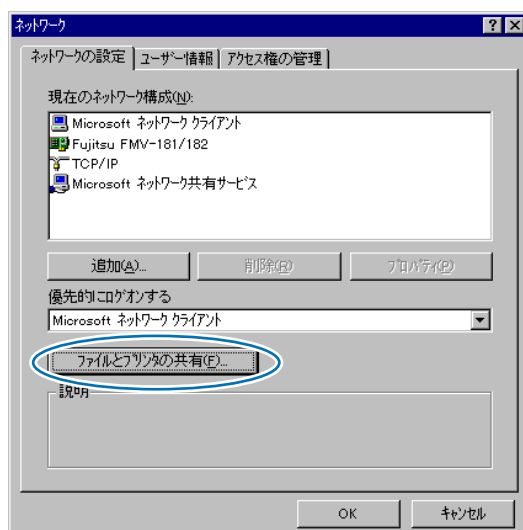 ネットワーク
ネットワークの設定 ユーザー情報 アクセス権の管理
現在のネットワーク構成(N):
Microsoft ネットワーク クライアント
Fujitsu FMV-181/182
TCP/IP
Microsoft ネットワーク共有サービス
追加(A)... 削除(R) プロパティ(P)
優先的にログオンする
Microsoft ネットワーク クライアント
ファイルとプリンタの共有(F)...
説明
OK キャンセル